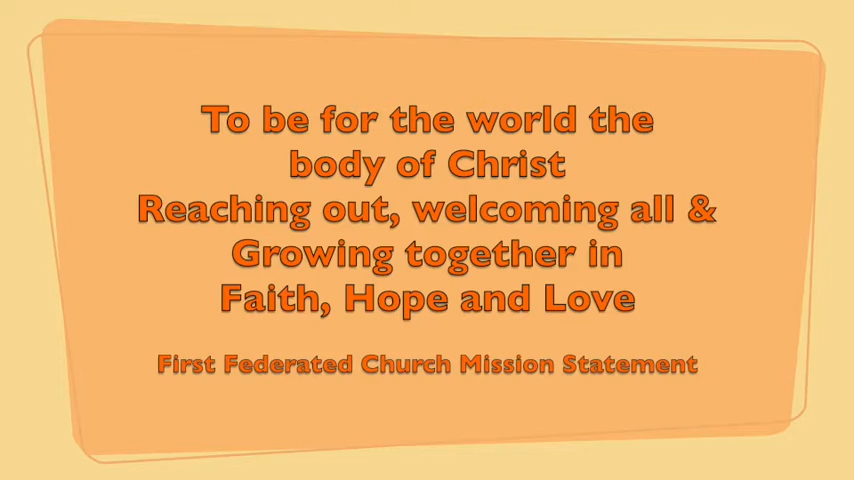 To be for the world the
body of Christ
Reaching out, welcoming all &
Growing together in
Faith, Hope and Love
First Federated Church Mission Statement